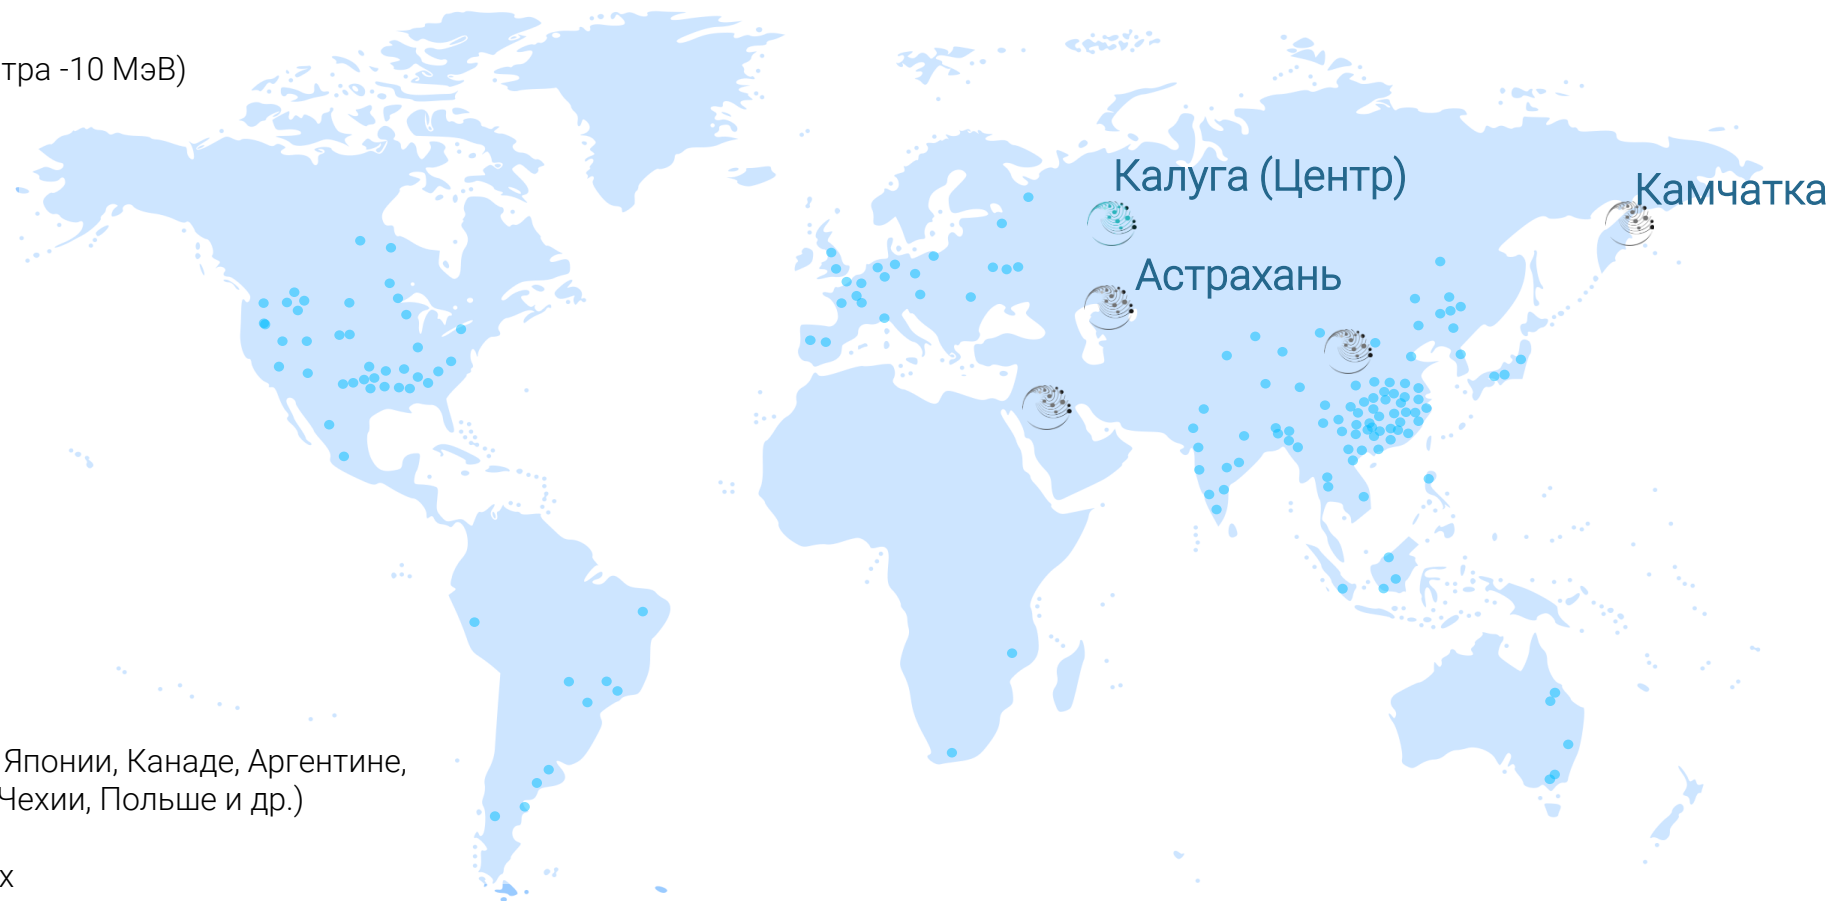 тра -10 МэВ)
Калуга (Центр)
Камчатка
Астрахань
Японии, Канаде, Аргентине,
Чехии, Польше и др.)
х